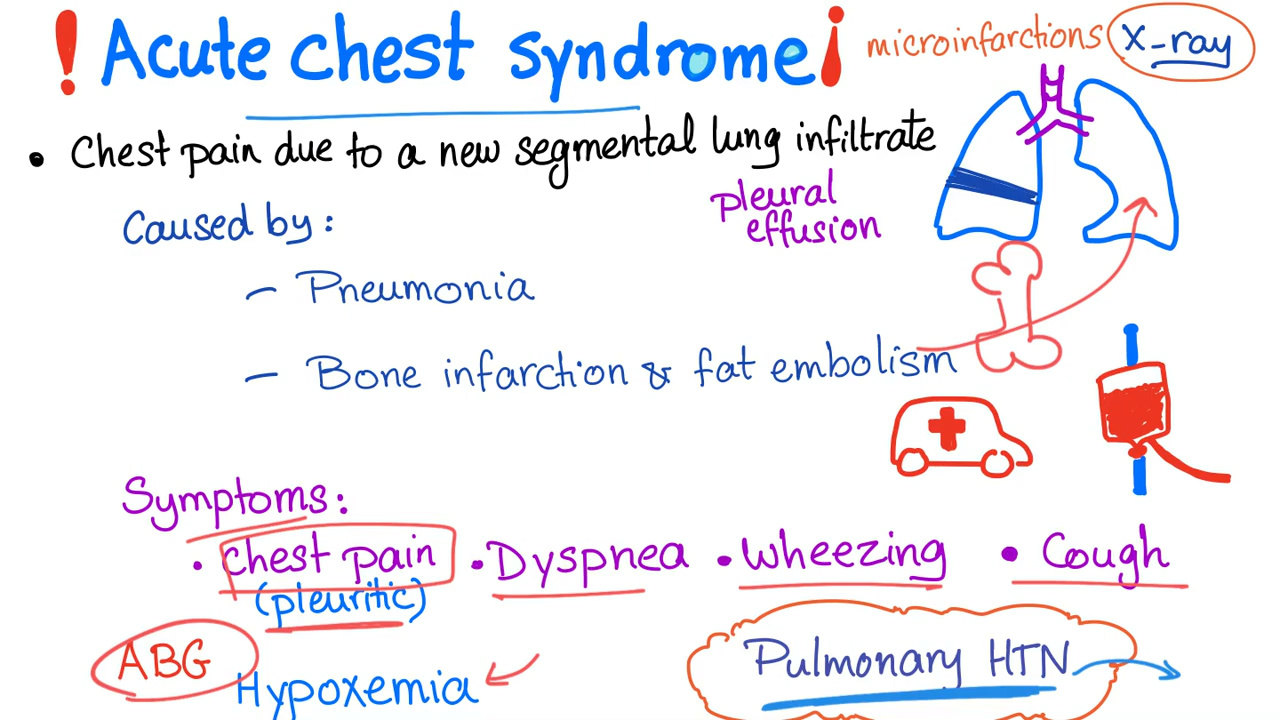 ! Acute chest syndrome !
microinfarctions X-ray
• Chest pain due to a new segmental lung infiltrate
pleural
effusion
Caused by:
– Pneumonia
– Bone infarction & fat embolism
Symptoms:
• Chest pain • Dyspnea • Wheezing • Cough
(pleuritic)
ABG
Hypoxemia
Pulmonary HTN